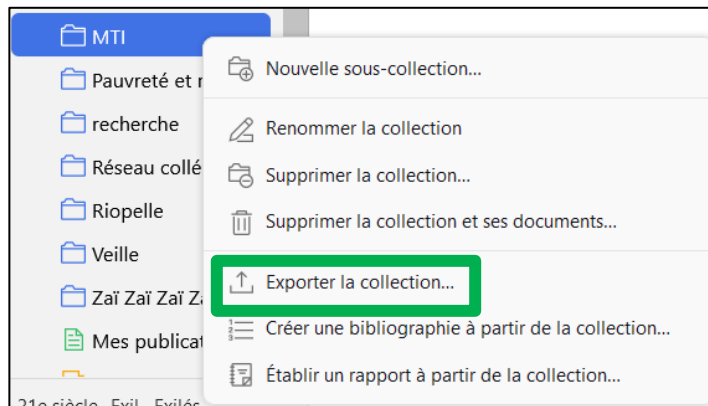 MTI
Pauvreté et
recherche
Réseau collé
Riopelle
Veille
Zaï Zaï Zaï
Mes publicat
21e siècle Exil Exilés
Nouvelle sous-collection...
Renommer la collection
Supprimer la collection...
Supprimer la collection et ses documents...
Exporter la collection...
Créer une bibliographie à partir de la collection...
Établir un rapport à partir de la collection...